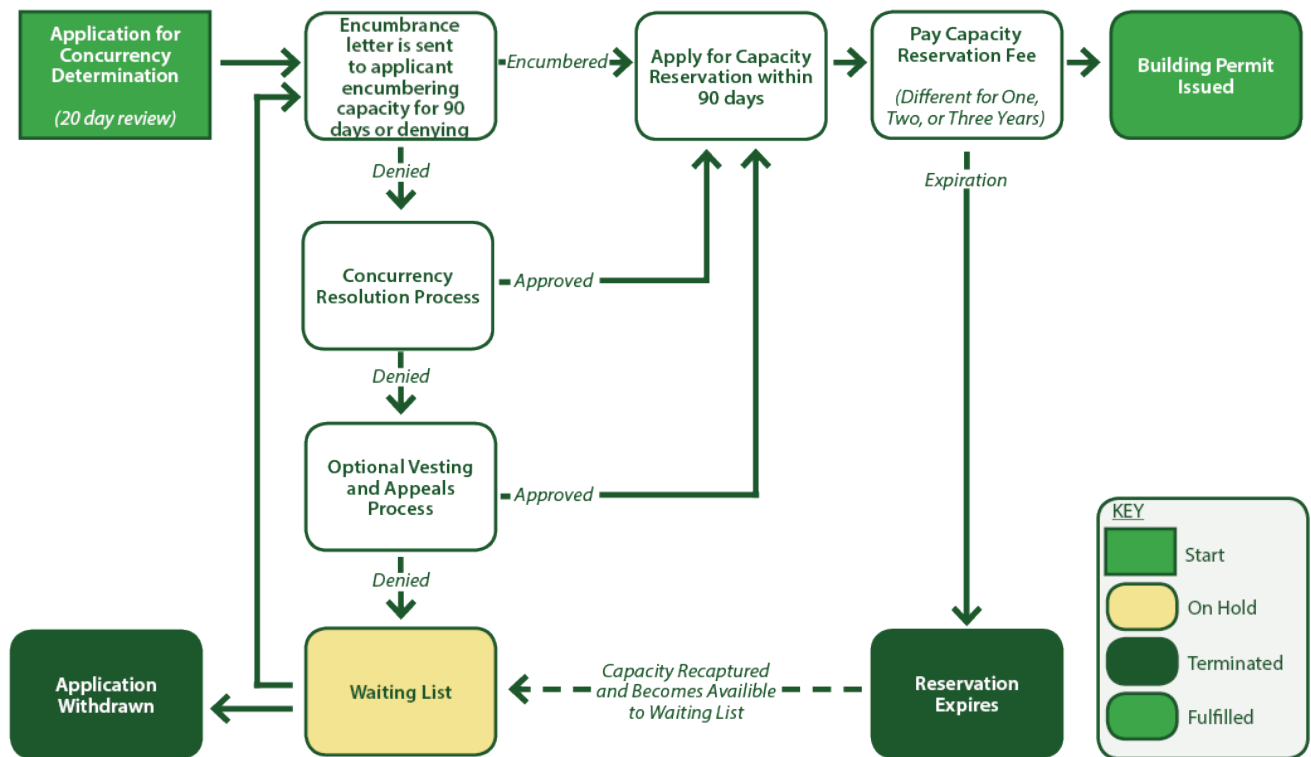 Application for
Concurrency
Determination
(20 day review)
Encumbrance
letter is sent
to applicant
encumbering
capacity for 90
days or denying
Encumbered
Apply for Capacity
Reservation within
90 days
Pay Capacity
Reservation Fee
(Different for One,
Two, or Three Years)
Building Permit
Issued
Denied
Expiration
Concurrency
Resolution Process
Approved
Denied
Optional Vesting
and Appeals
Process
Approved
Denied
Application
Withdrawn
Waiting List
Capacity Recaptured
and Becomes Availible
to Waiting List
Reservation
Expires
KEY
Start
On Hold
Terminated
Fulfilled